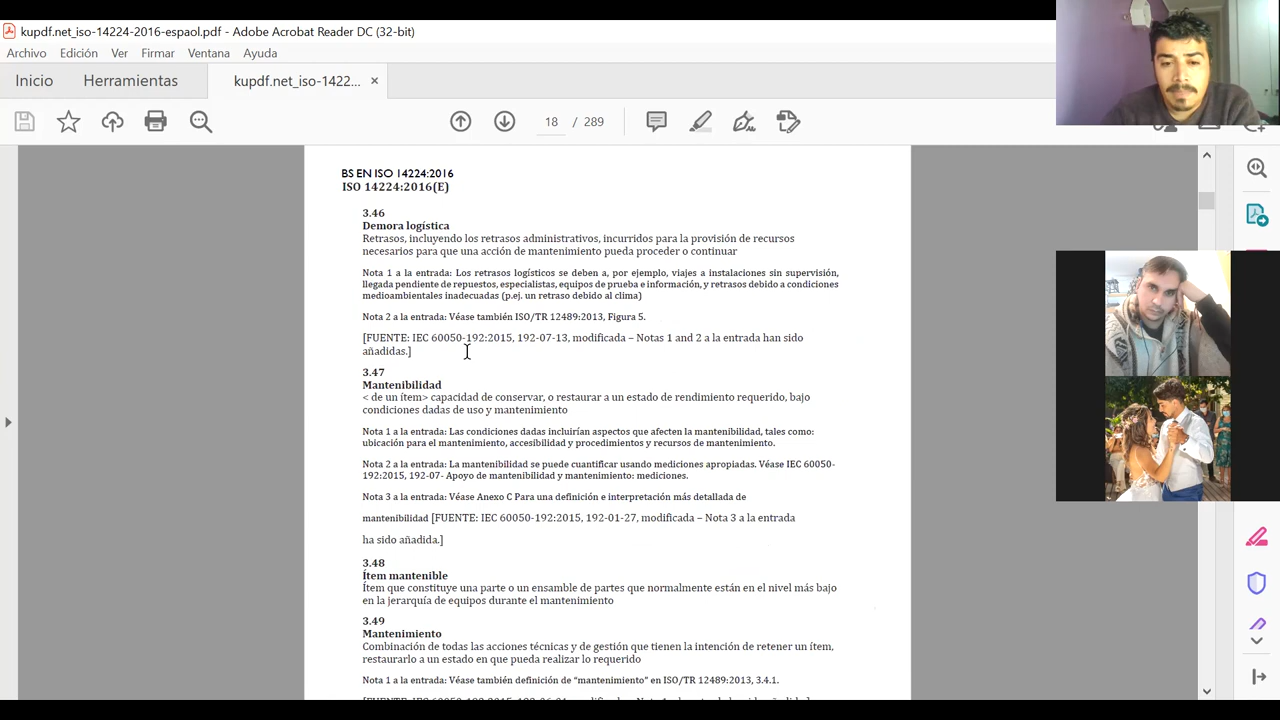 kupdf.net_iso-14224-2016-espaol.pdf - Adobe Acrobat Reader DC (32-bit)
Archivo Edición Ver Firmar Ventana Ayuda
Inicio Herramientas kupdf.net_iso-1422... ×
18 / 289
BS EN ISO 14224:2016
ISO 14224:2016(E)
3.46
Demora logística
Retrasos, incluyendo los retrasos administrativos, incurridos para la provisión de recursos
necesarios para que una acción de mantenimiento pueda proceder o continuar
Nota 1 a la entrada: Los retrasos logísticos se deben a, por ejemplo, viajes a instalaciones sin supervisión,
llegada pendiente de repuestos, especialistas, equipos de prueba e información, y retrasos debido a condiciones
medioambientales inadecuadas (p.ej. un retraso debido al clima)
Nota 2 a la entrada: Véase también ISO/TR 12489:2013, Figura 5.
[FUENTE: IEC 60050-192:2015, 192-07-13, modificada – Notas 1 and 2 a la entrada han sido
añadidas.]
3.47
Mantenibilidad
< de un ítem> capacidad de conservar, o restaurar a un estado de rendimiento requerido, bajo
condiciones dadas de uso y mantenimiento
Nota 1 a la entrada: Las condiciones dadas incluirían aspectos que afecten la mantenibilidad, tales como:
ubicación para el mantenimiento, accesibilidad y procedimientos y recursos de mantenimiento.
Nota 2 a la entrada: La mantenibilidad se puede cuantificar usando mediciones apropiadas. Véase IEC 60050-
192:2015, 192-07- Apoyo de mantenibilidad y mantenimiento: mediciones.
Nota 3 a la entrada: Véase Anexo C Para una definición e interpretación más detallada de
mantenibilidad [FUENTE: IEC 60050-192:2015, 192-01-27, modificada – Nota 3 a la entrada
ha sido añadida.]
3.48
Ítem mantenible
Ítem que constituye una parte o un ensamble de partes que normalmente están en el nivel más bajo
en la jerarquía de equipos durante el mantenimiento
3.49
Mantenimiento
Combinación de todas las acciones técnicas y de gestión que tienen la intención de retener un ítem,
restaurarlo a un estado en que pueda realizar lo requerido
Nota 1 a la entrada: Véase también definición de "mantenimiento" en ISO/TR 12489:2013, 3.4.1.